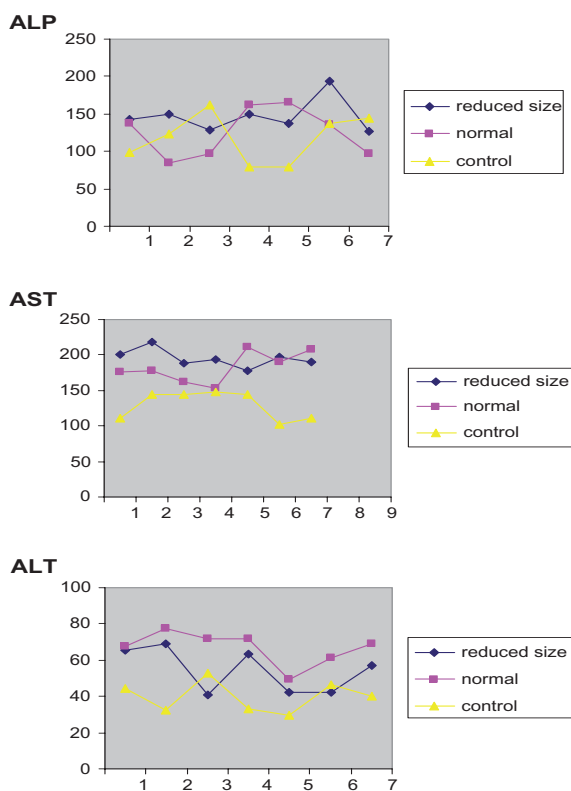 ALP
250
200
150
100
50
0
1 2 3 4 5 6 7
reduced size
normal
control
AST
250
200
150
100
50
0
1 2 3 4 5 6 7 8 9
reduced size
normal
control
ALT
100
80
60
40
20
0
1 2 3 4 5 6 7
reduced size
normal
control